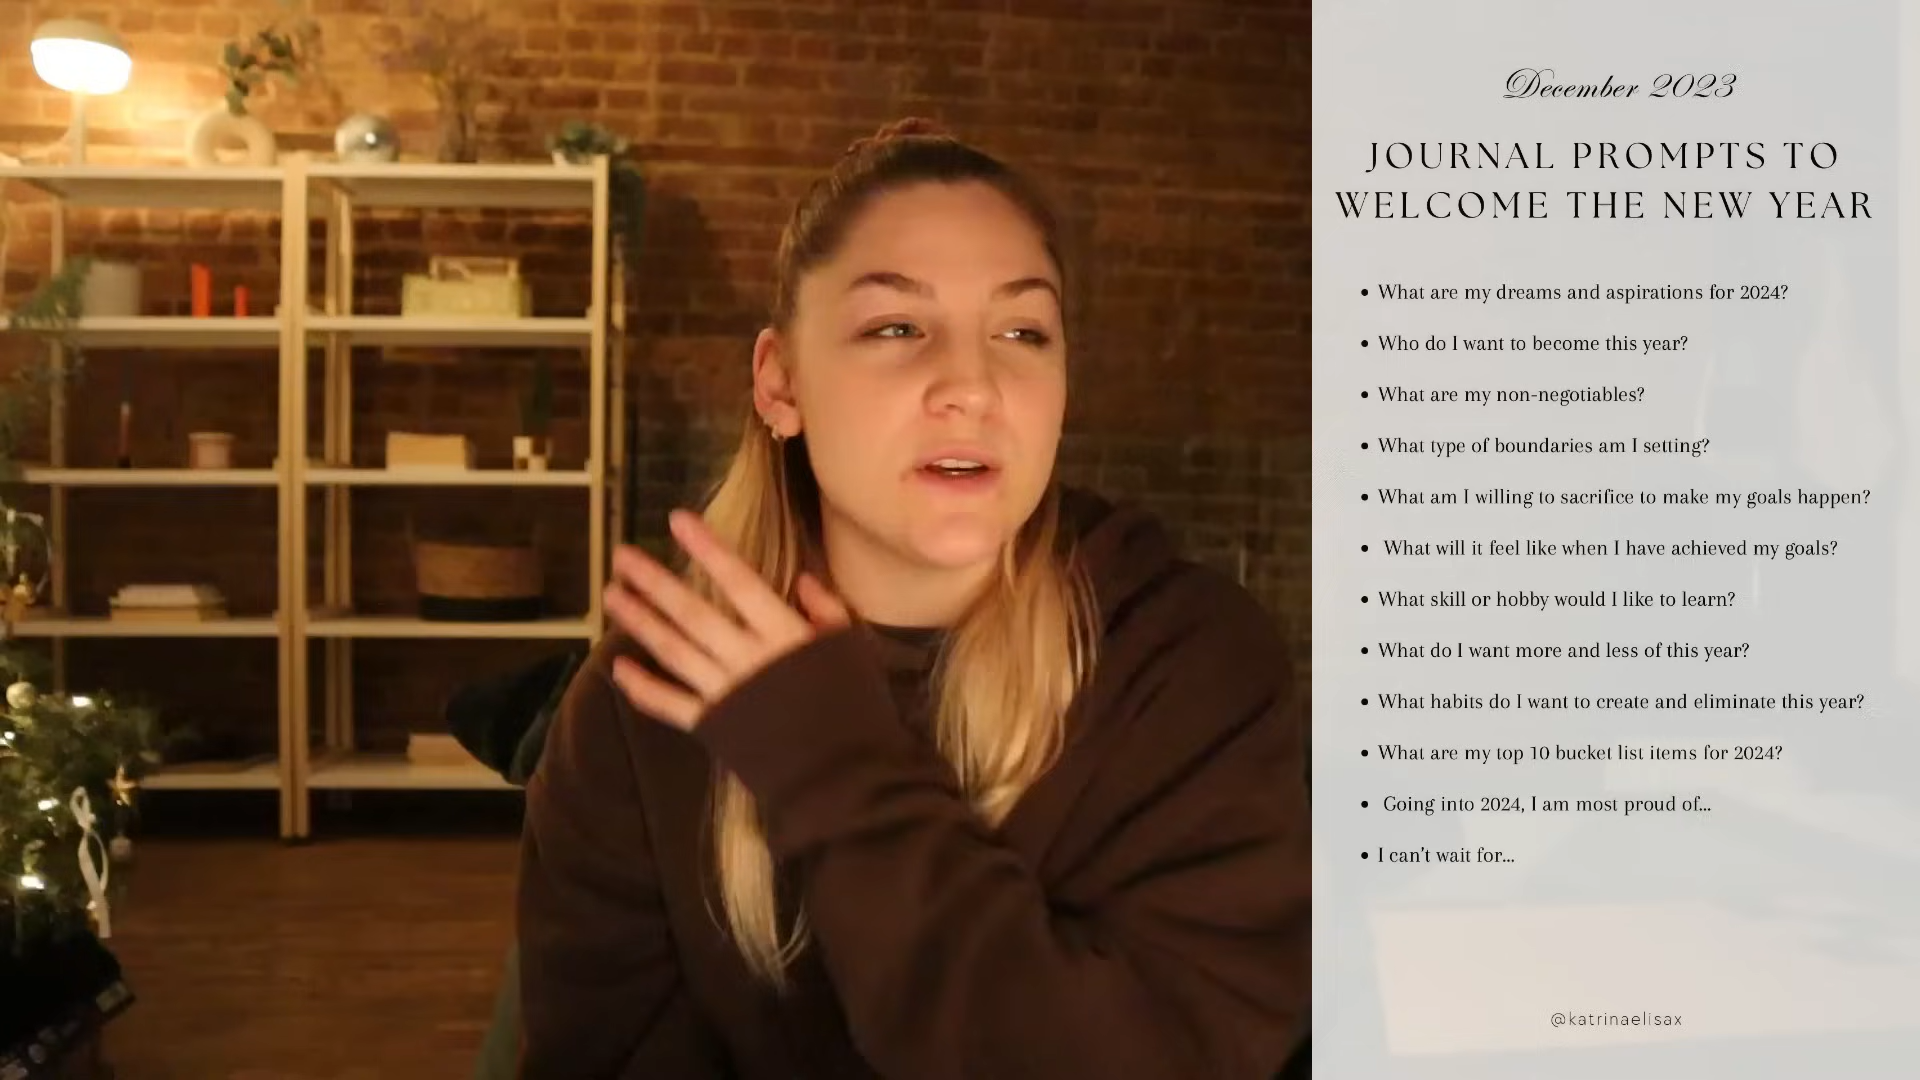 December 2023
JOURNAL PROMPTS TO
WELCOME THE NEW YEAR
• What are my dreams and aspirations for 2024?
• Who do I want to become this year?
• What are my non-negotiables?
• What type of boundaries am I setting?
• What am I willing to sacrifice to make my goals happen?
• What will it feel like when I have achieved my goals?
• What skill or hobby would I like to learn?
• What do I want more and less of this year?
• What habits do I want to create and eliminate this year?
• What are my top 10 bucket list items for 2024?
• Going into 2024, I am most proud of...
• I can't wait for...
@katrinaelisax